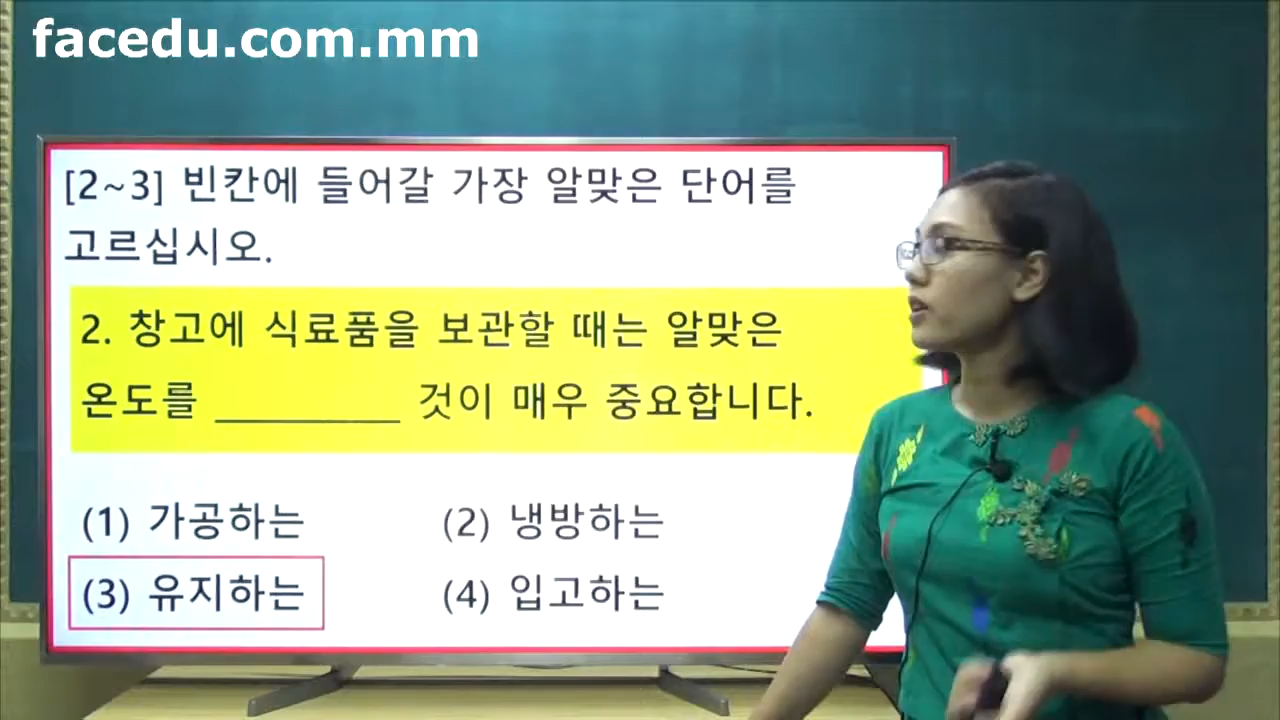 facedu.com.mm
[2~3] 빈칸에 들어갈 가장 알맞은 단어를
고르십시오.
2. 창고에 식료품을 보관할 때는 알맞은
온도를 __________ 것이 매우 중요합니다.
(1) 가공하는 (2) 냉방하는
(3) 유지하는 (4) 입고하는